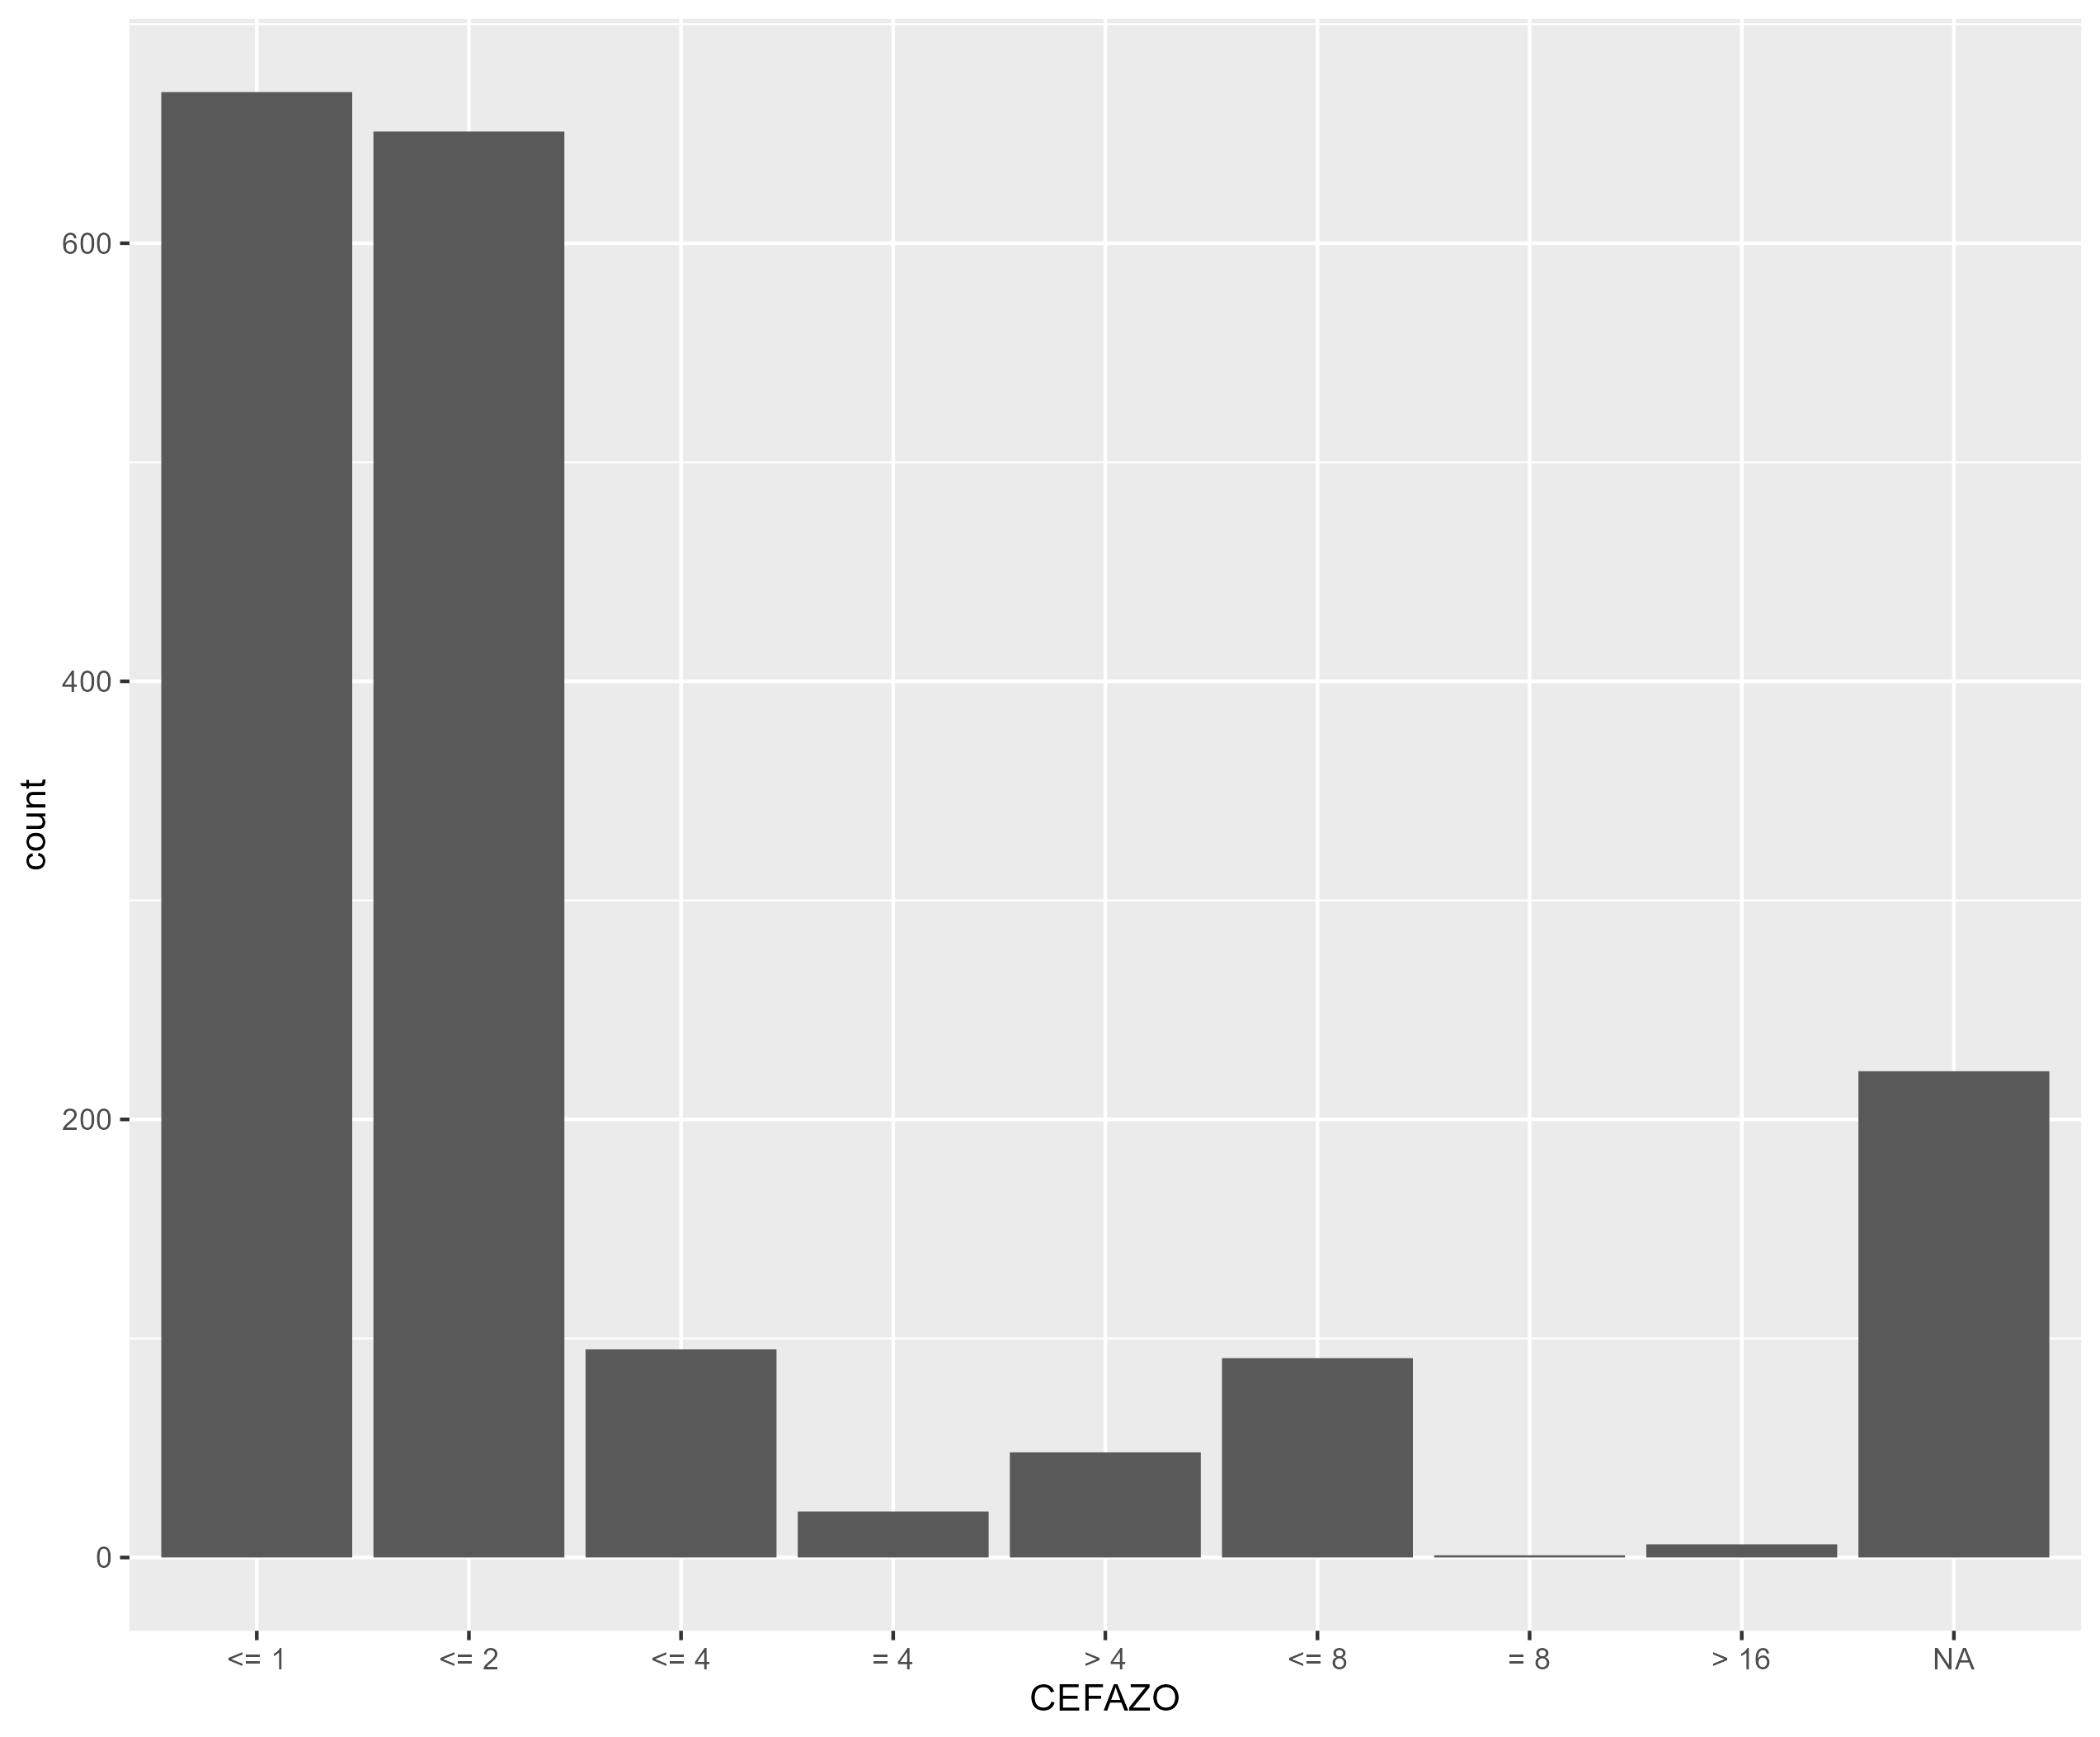 600
400
200
0
count
<= 1 <= 2 <= 4 = 4 > 4 <= 8 = 8 > 16 NA
CEFAZO